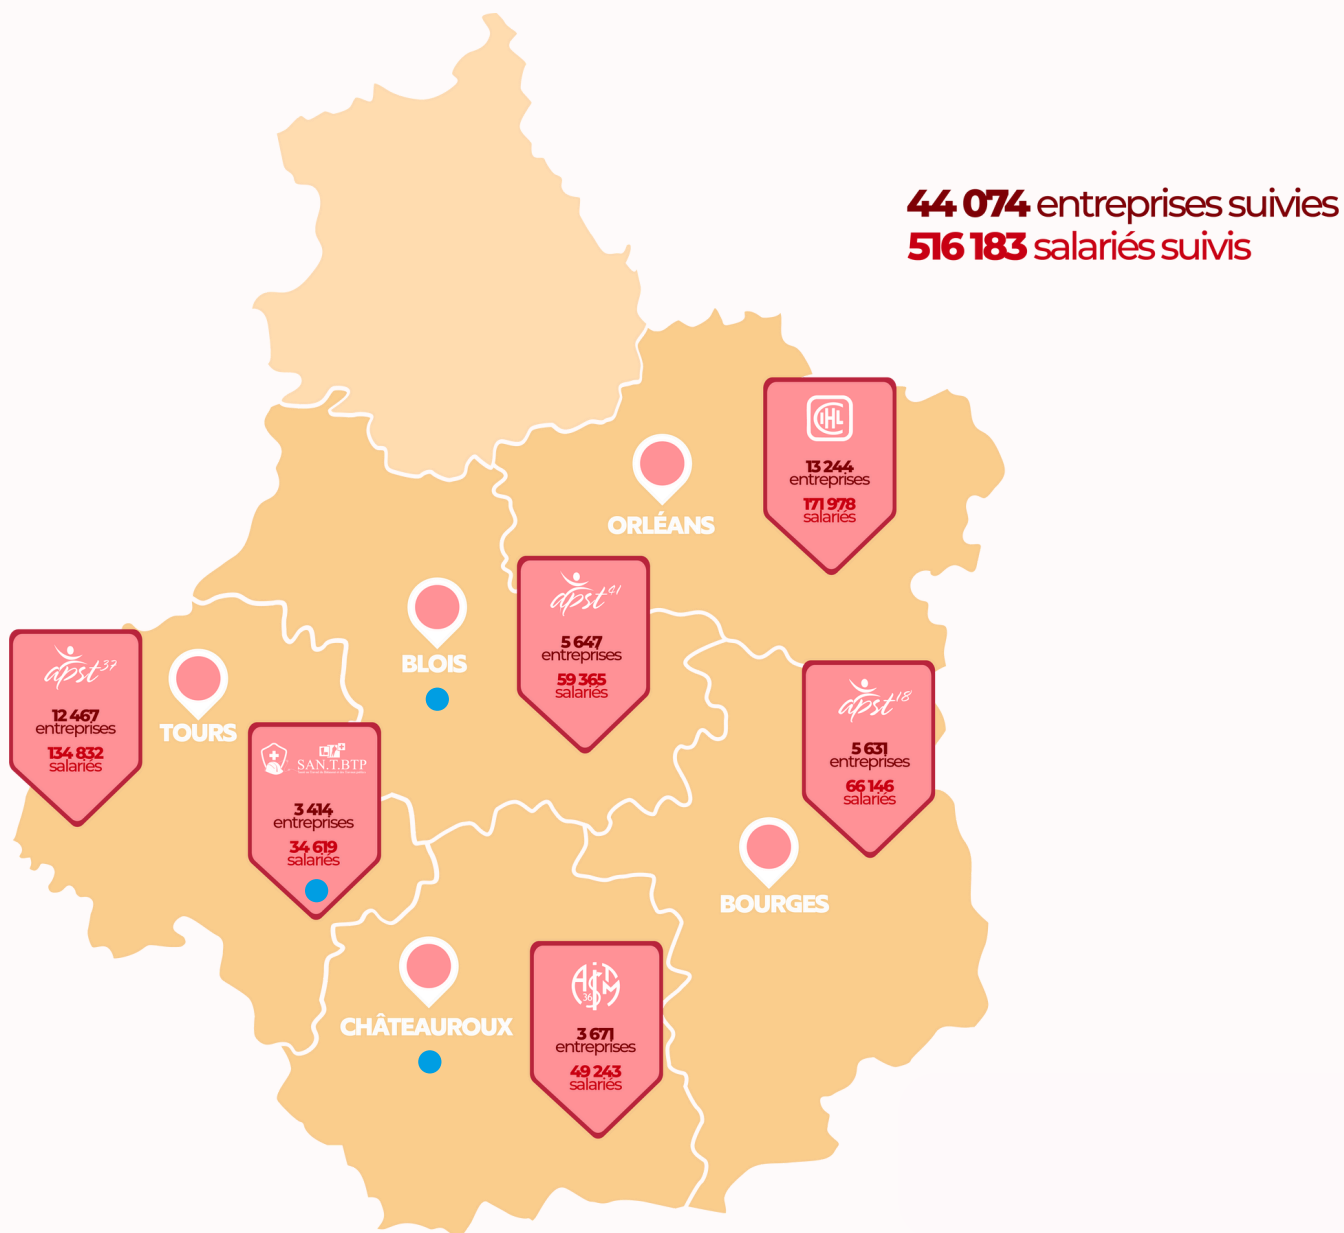 44 074 entreprises suivies
516 183 salariés suivis
CIHL
13 244
entreprises
171 978
salariés
ORLÉANS
apst 41
5 647
entreprises
59 365
salariés
BLOIS
apst 37
12 467
entreprises
134 832
salariés
TOURS
apst 18
5 631
entreprises
66 146
salariés
SAN.T.BTP
3 414
entreprises
34 619
salariés
BOURGES
CHÂTEAUROUX
AISMT
36
3 671
entreprises
49 243
salariés